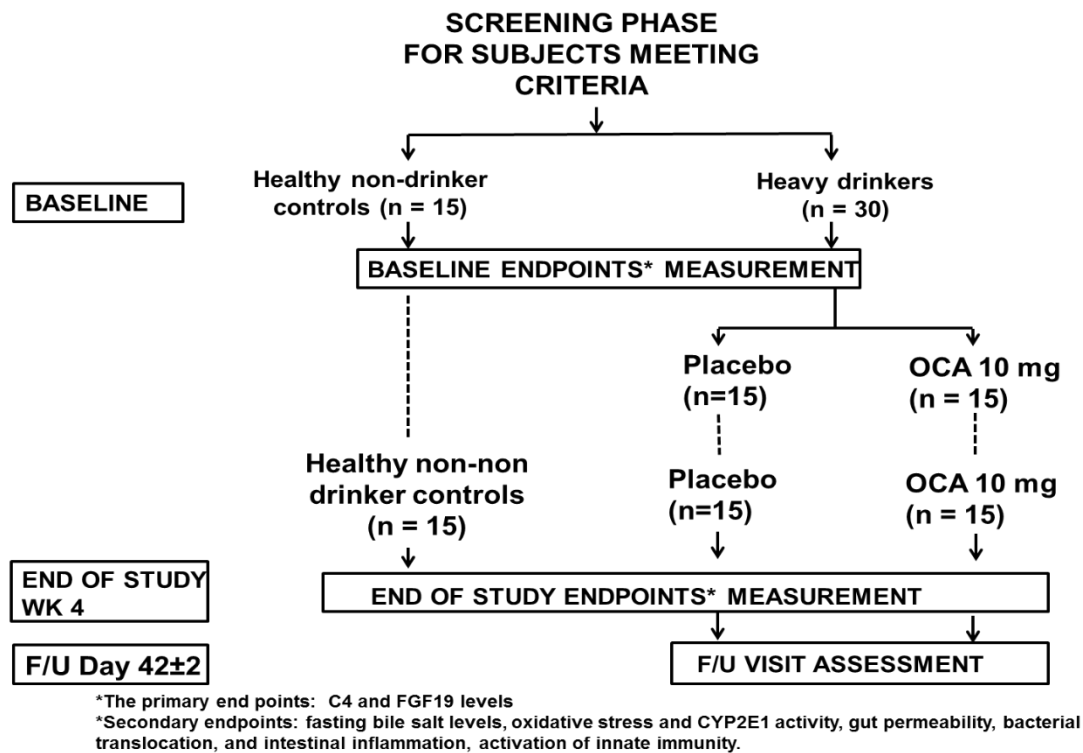 SCREENING PHASE
FOR SUBJECTS MEETING
CRITERIA
Healthy non-drinker
controls (n = 15)
Heavy drinkers
(n = 30)
BASELINE
BASELINE ENDPOINTS* MEASUREMENT
Placebo
(n=15)
OCA 10 mg
(n = 15)
Healthy non-non
drinker controls
(n = 15)
Placebo
(n=15)
OCA 10 mg
(n = 15)
END OF STUDY
WK 4
END OF STUDY ENDPOINTS* MEASUREMENT
F/U Day 42±2
F/U VISIT ASSESSMENT
*The primary end points: C4 and FGF19 levels
*Secondary endpoints: fasting bile salt levels, oxidative stress and CYP2E1 activity, gut permeability, bacterial
translocation, and intestinal inflammation, activation of innate immunity.